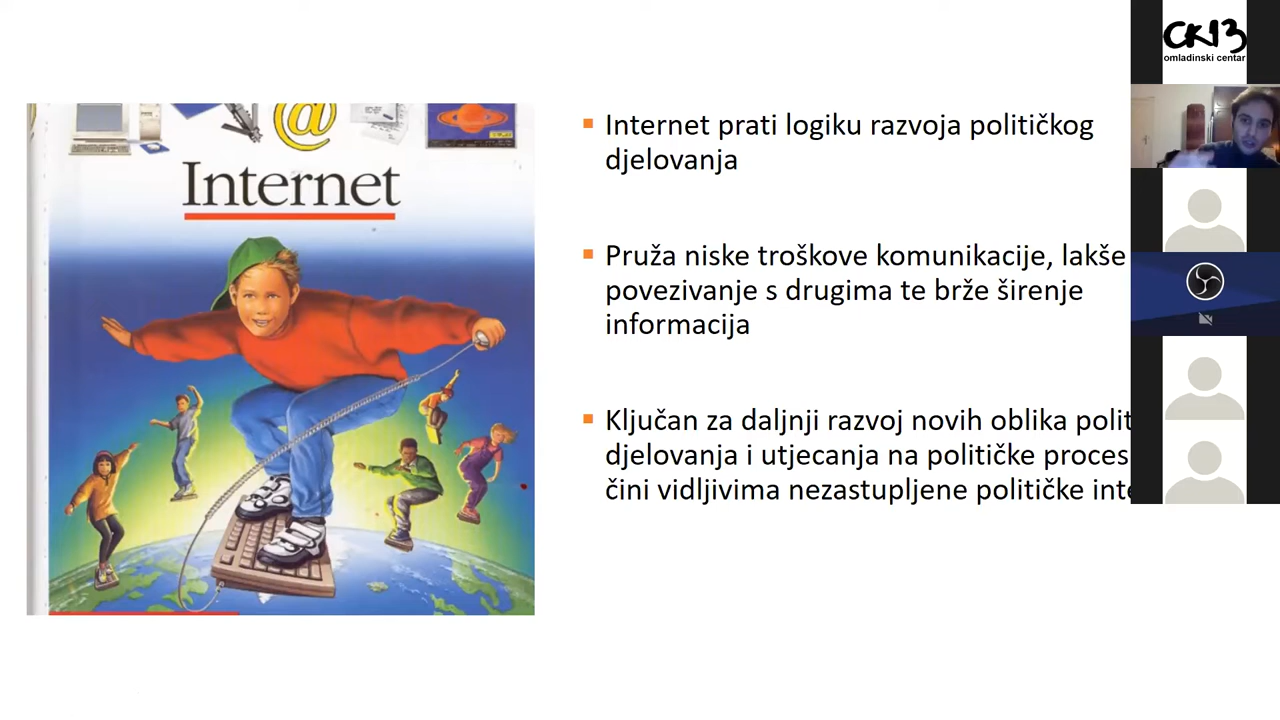 @
Internet
Internet prati logiku razvoja političkog
djelovanja
Pruža niske troškove komunikacije, lakše
povezivanje s drugima te brže širenje
informacija
Ključan za daljnji razvoj novih oblika
djelovanja i utjecanja na političke
čini vidljivima nezastupljene političke
CK13
omladinski centar